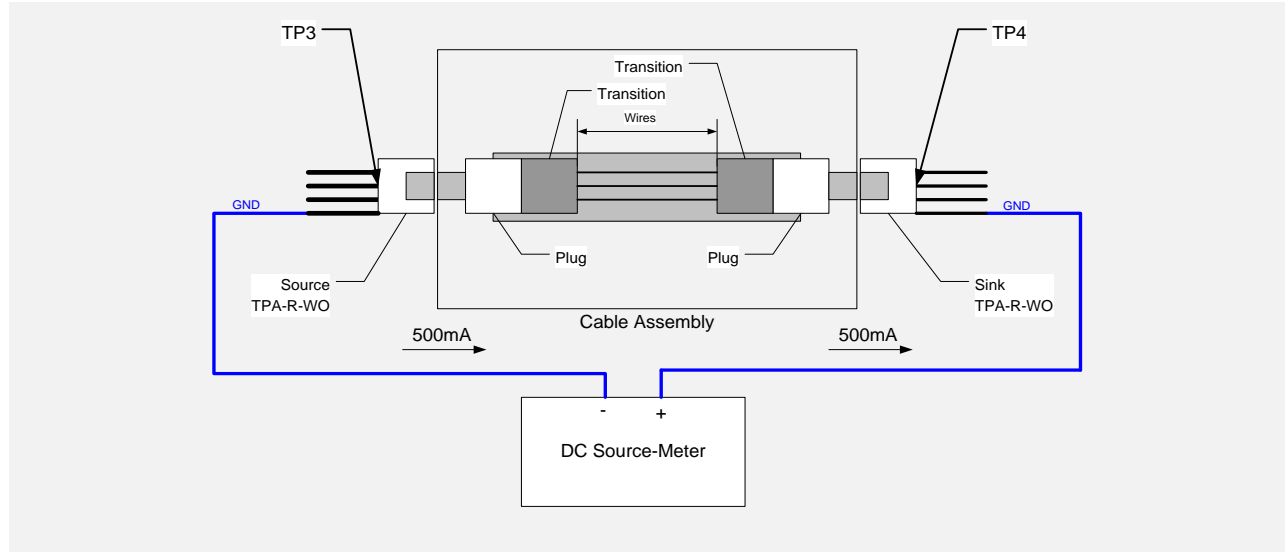 TP3
TP4
Transition
Transition
Wires
GND
GND
Plug
Plug
Source
TPA-R-WO
Sink
TPA-R-WO
Cable Assembly
500mA
500mA
- +
DC Source-Meter